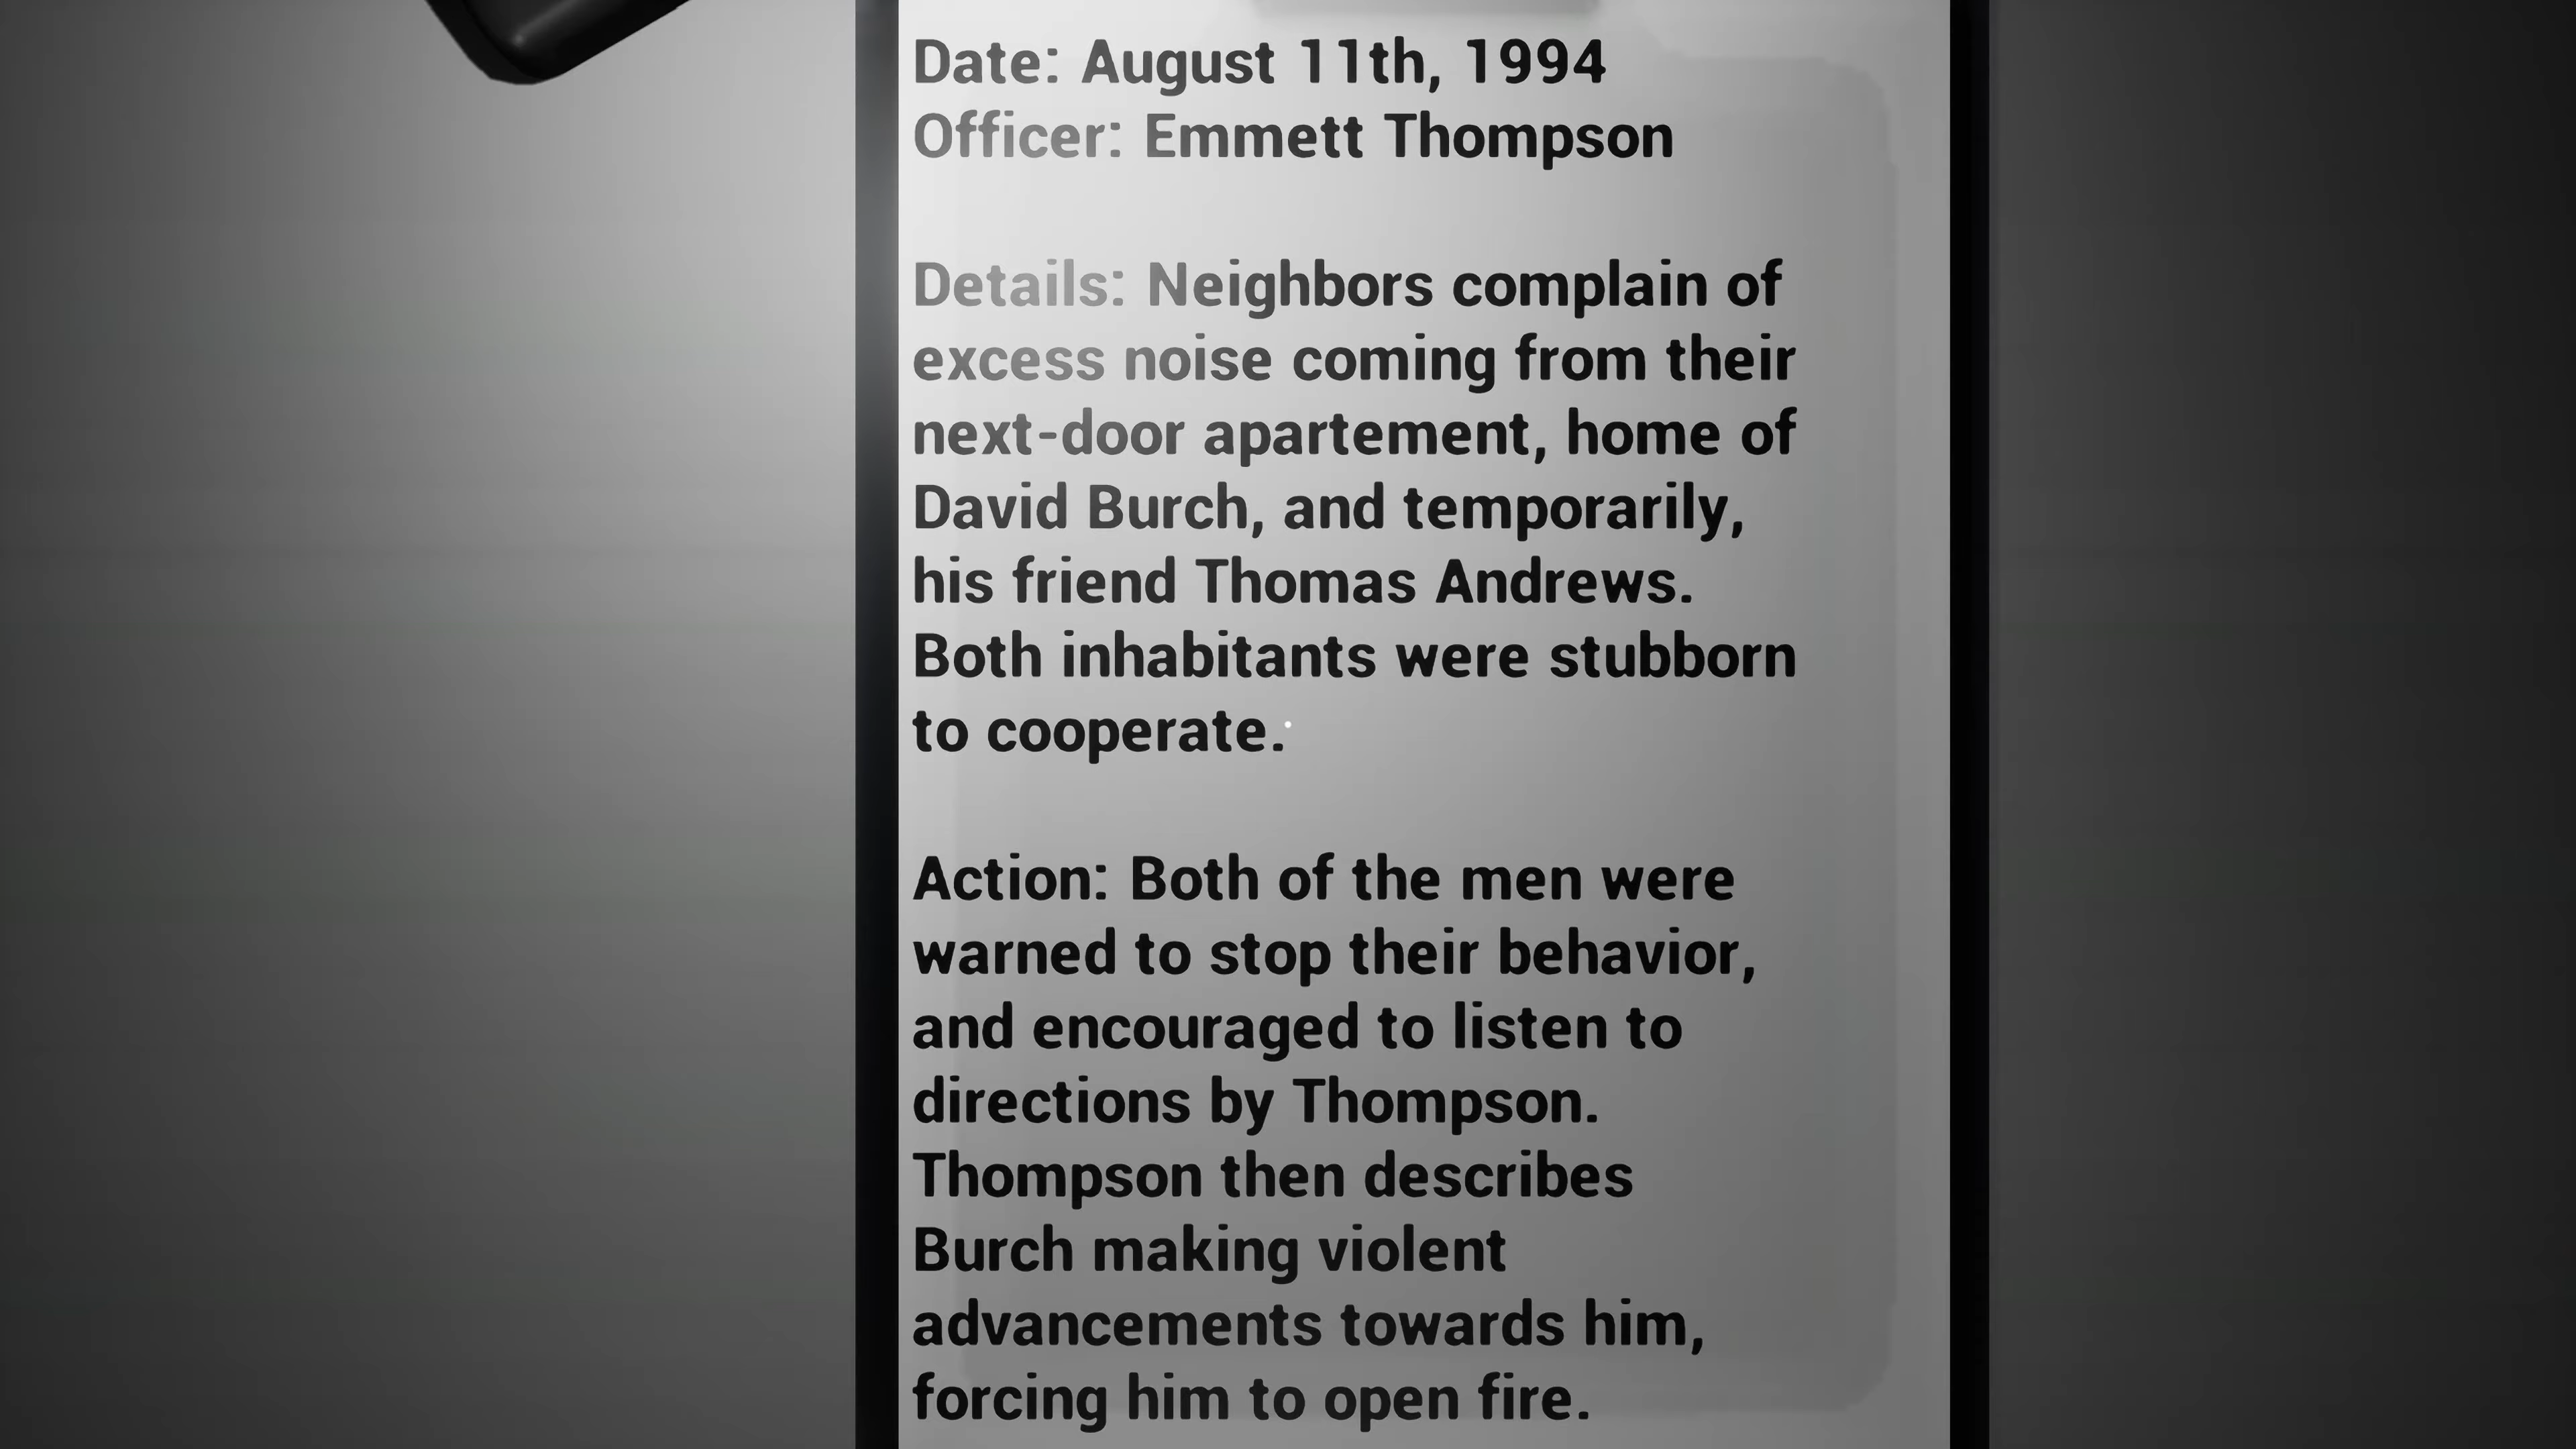 Date: August 11th, 1994
Officer: Emmett Thompson
Details: Neighbors complain of
excess noise coming from their
next-door apartement, home of
David Burch, and temporarily,
his friend Thomas Andrews.
Both inhabitants were stubborn
to cooperate.
Action: Both of the men were
warned to stop their behavior,
and encouraged to listen to
directions by Thompson.
Thompson then describes
Burch making violent
advancements towards him,
forcing him to open fire.